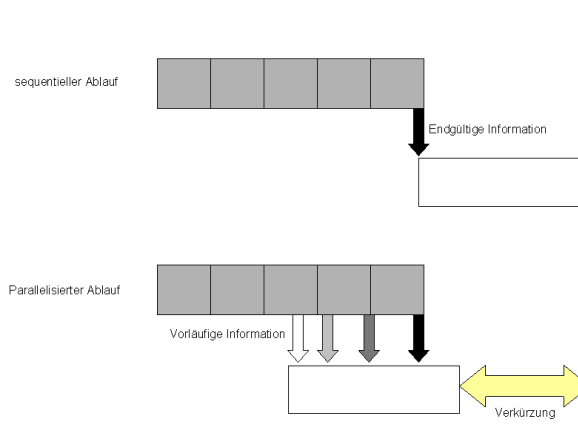 sequentieller Ablauf
Endgültige Information
Parallelisierter Ablauf
Vorläufige Information
Verkürzung